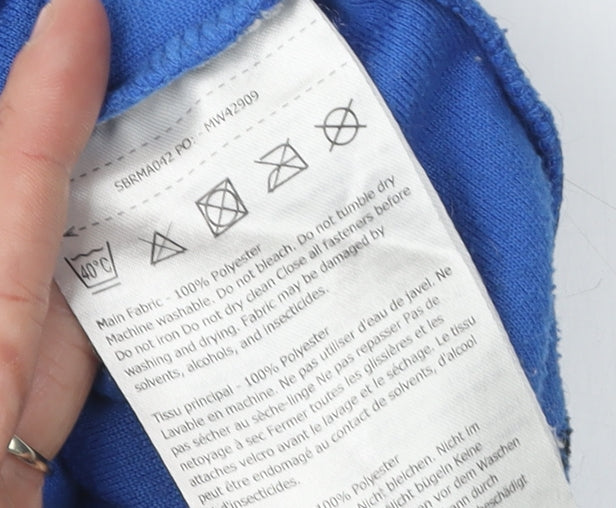 SBRMA042 PO: - MW42909
40°C
Main Fabric - 100% Polyester
Machine washable. Do not bleach. Do not tumble dry
Do not iron Do not dry clean Close all fasteners before
washing and drying. Fabric may be damaged by
solvents, alcohols, and insecticides.
Tissu principal - 100% Polyester
Lavable en machine. Ne pas utiliser d'eau de javel. Ne
pas sécher au sèche-linge Ne pas repasser Pas de
netoyage à sec Fermer toutes les glissières et les
attaches velcro avant le lavage et le séchage. Le tissu
peut être endomagé au contact de solvents, d'alcool
d'insecticides.
100% Polyester
Nicht bleichen. Nicht im
nicht bügeln Keine
vor dem Waschen
durch